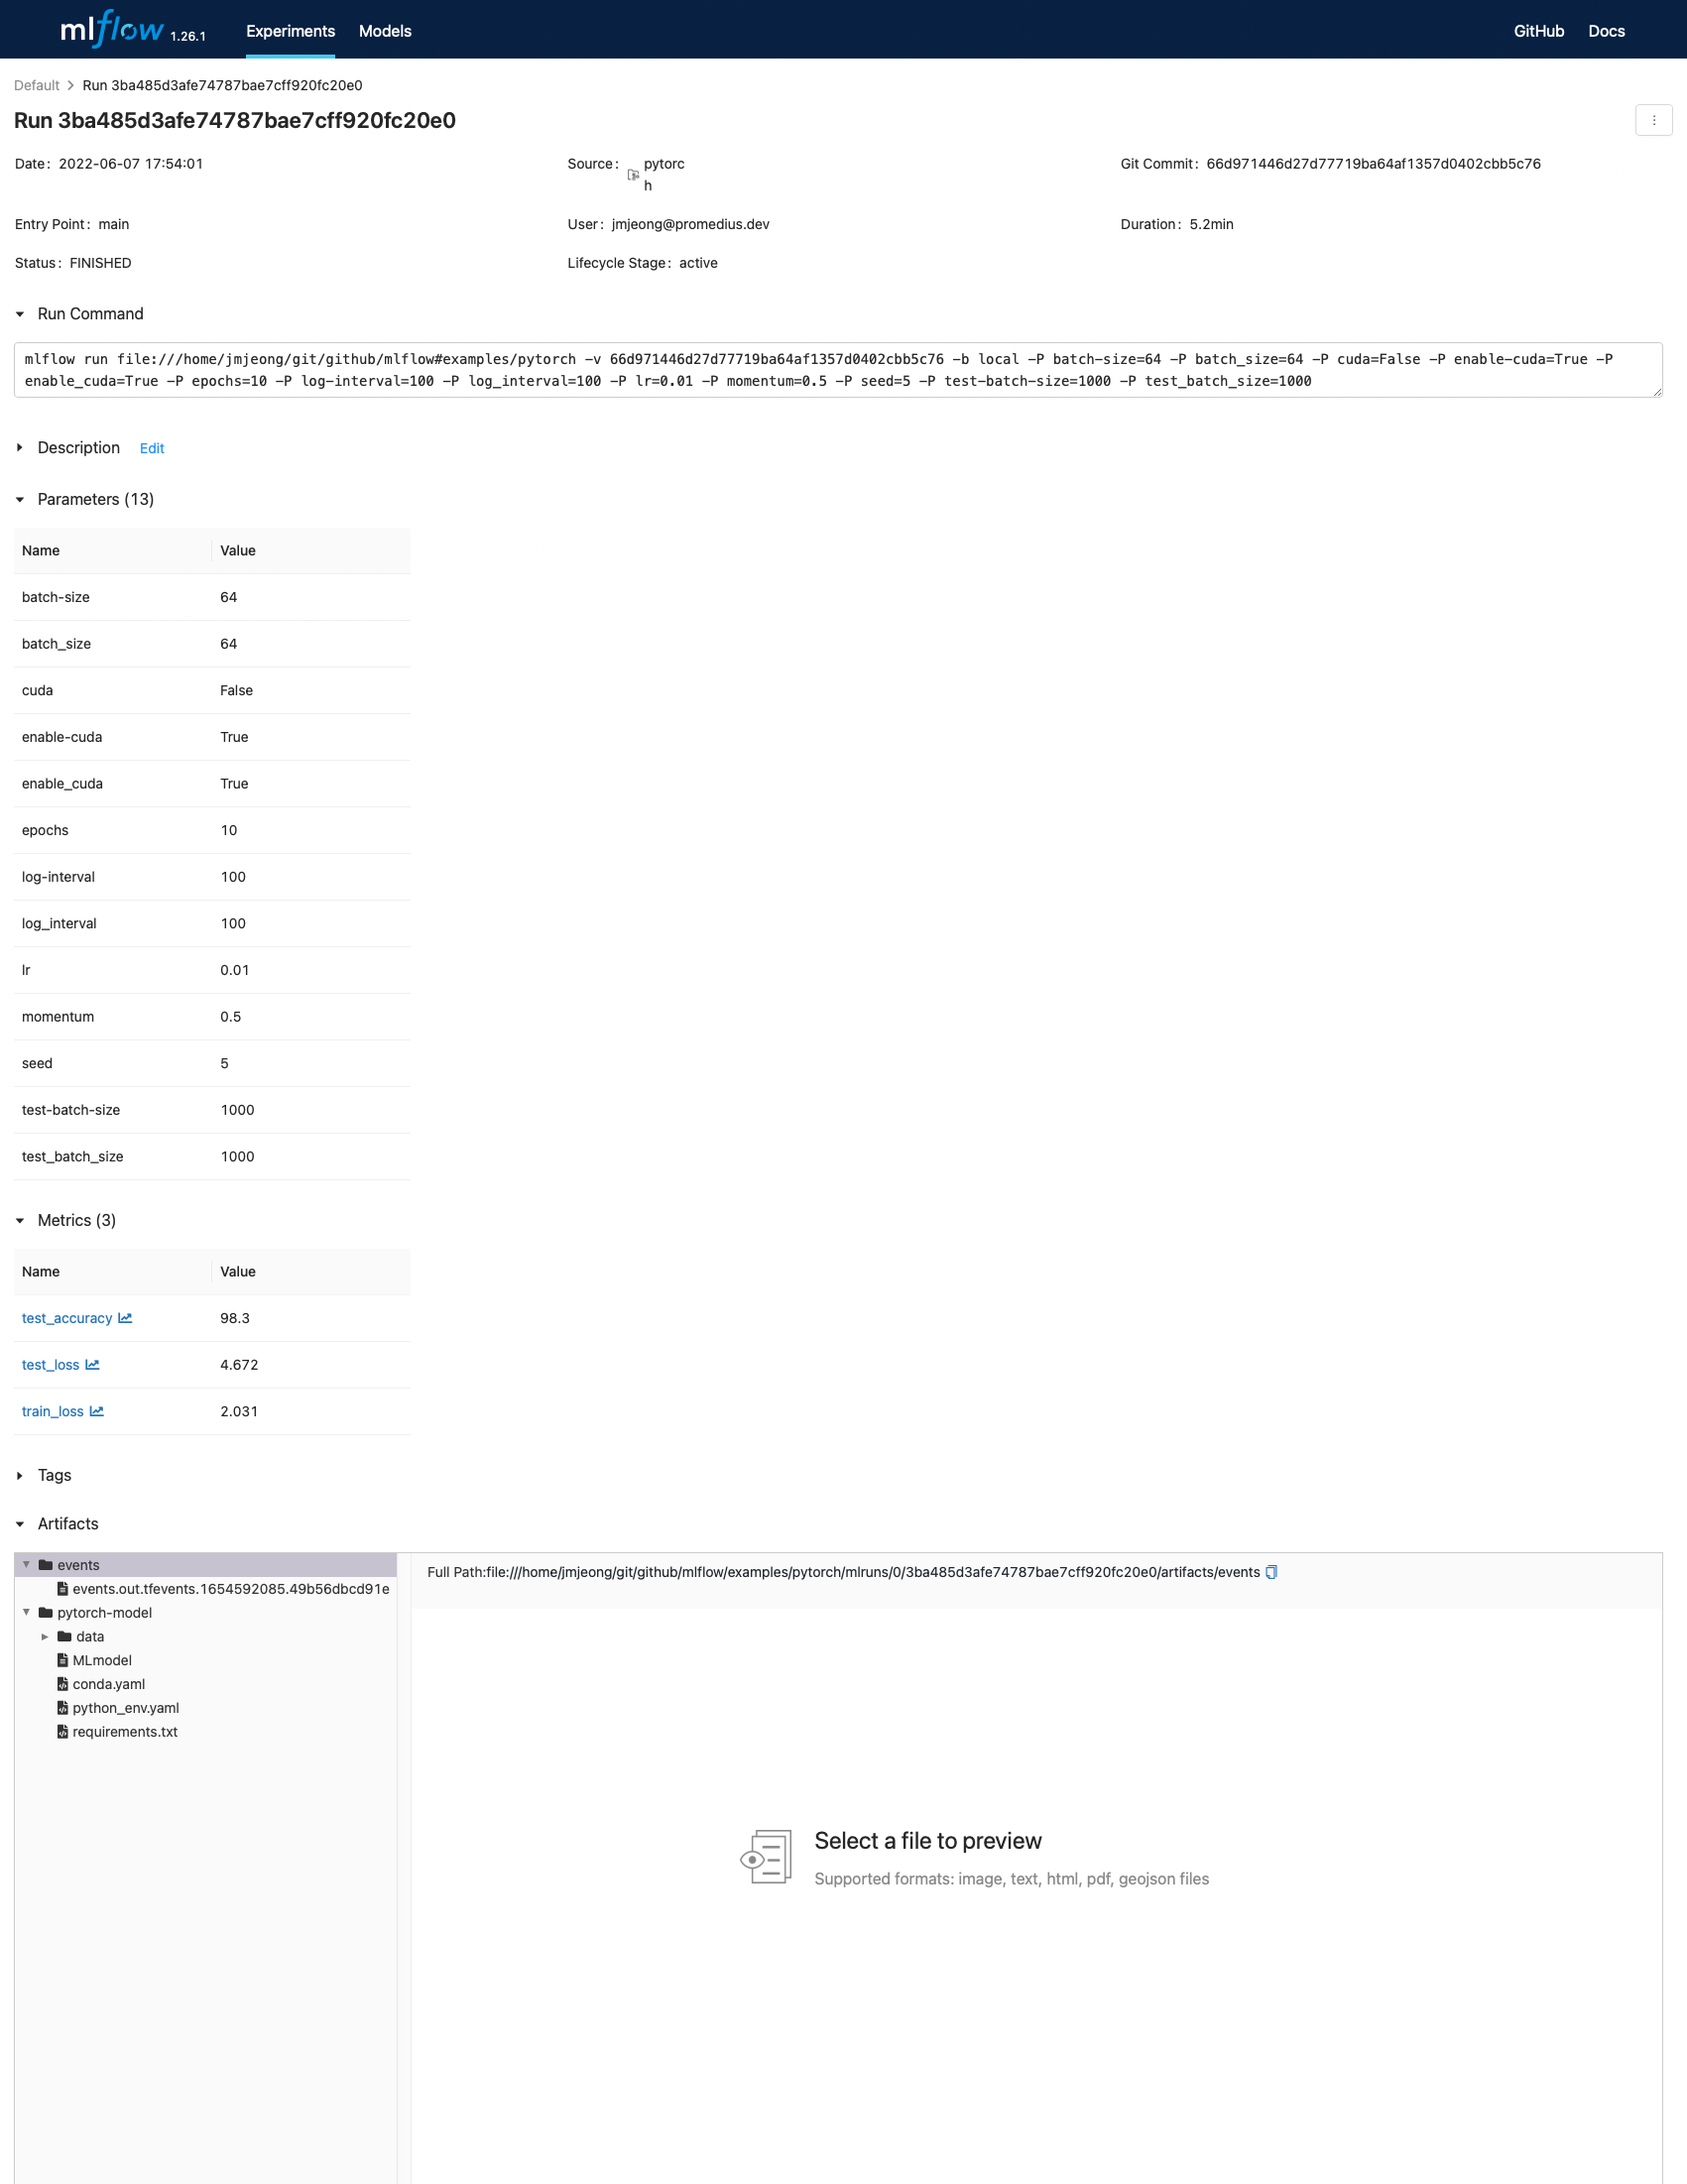 mlflow 1.26.1 Experiments Models GitHub Docs
Default > Run 3ba485d3afe74787bae7cff920fc20e0
Run 3ba485d3afe74787bae7cff920fc20e0
Date: 2022-06-07 17:54:01
Source: pytorc
h
Git Commit: 66d971446d27d77719ba64af1357d0402cbb5c76
Entry Point: main
User: jmjeong@promedius.dev
Duration: 5.2min
Status: FINISHED
Lifecycle Stage: active
Run Command
mlflow run file:///home/jmjeong/git/github/mlflow#examples/pytorch -v 66d971446d27d77719ba64af1357d0402cbb5c76 -b local -P batch-size=64 -P batch_size=64 -P cuda=False -P enable-cuda=True -P
enable_cuda=True -P epochs=10 -P log-interval=100 -P log_interval=100 -P lr=0.01 -P momentum=0.5 -P seed=5 -P test-batch-size=1000 -P test_batch_size=1000
Description Edit
Parameters (13)
Name Value
batch-size 64
batch_size 64
cuda False
enable-cuda True
enable_cuda True
epochs 10
log-interval 100
log_interval 100
lr 0.01
momentum 0.5
seed 5
test-batch-size 1000
test_batch_size 1000
Metrics (3)
Name Value
test_accuracy 98.3
test_loss 4.672
train_loss 2.031
Tags
Artifacts
events
events.out.tfevents.1654592085.49b56dbcd91e
pytorch-model
data
MLmodel
conda.yaml
python_env.yaml
requirements.txt
Full Path:file:///home/jmjeong/git/github/mlflow/examples/pytorch/mlruns/0/3ba485d3afe74787bae7cff920fc20e0/artifacts/events
Select a file to preview
Supported formats: image, text, html, pdf, geojson files